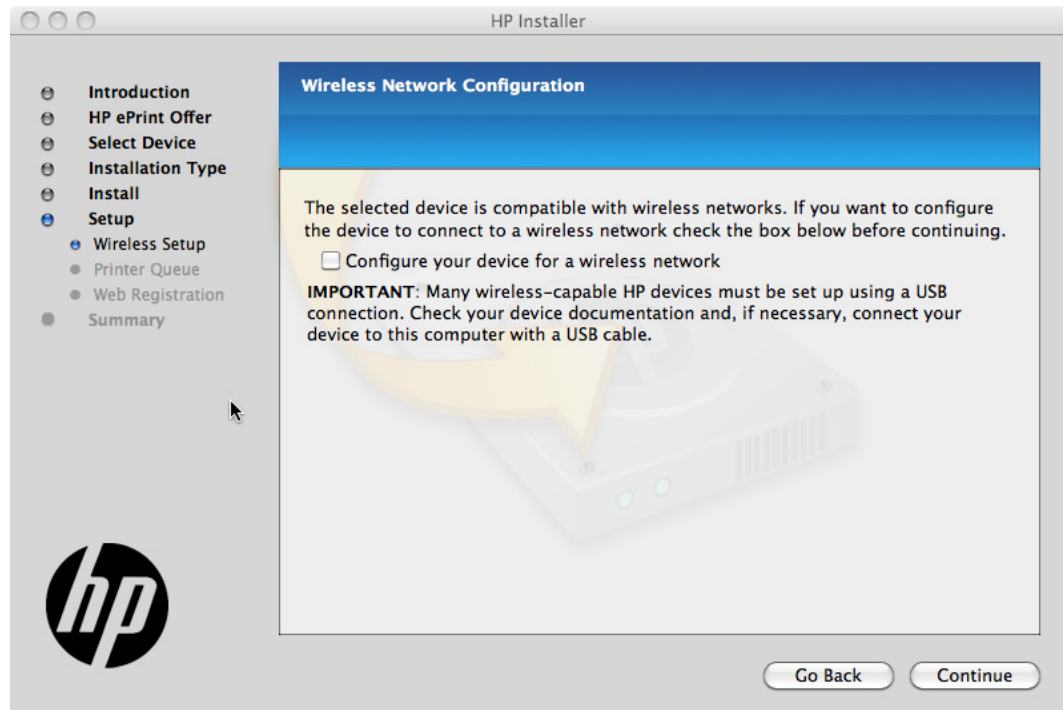 HP Installer
Introduction
HP ePrint Offer
Select Device
Installation Type
Install
Setup
Wireless Setup
Printer Queue
Web Registration
Summary
Wireless Network Configuration
The selected device is compatible with wireless networks. If you want to configure
the device to connect to a wireless network check the box below before continuing.
Configure your device for a wireless network
IMPORTANT: Many wireless-capable HP devices must be set up using a USB
connection. Check your device documentation and, if necessary, connect your
device to this computer with a USB cable.
hp
Go Back
Continue